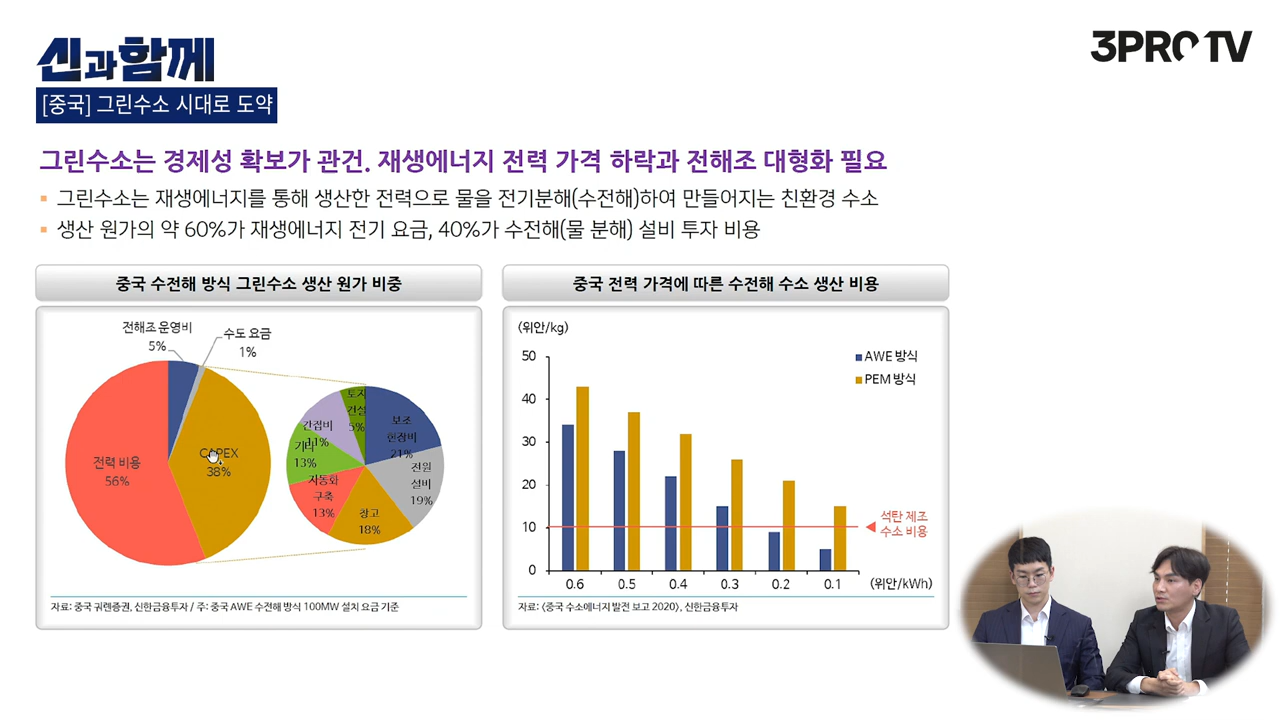 신과함께
3PROTV
[중국] 그린수소 시대로 도약
그린수소는 경제성 확보가 관건. 재생에너지 전력 가격 하락과 전해조 대형화 필요
그린수소는 재생에너지를 통해 생산한 전력으로 물을 전기분해(수전해)하여 만들어지는 친환경 수소
생산 원가의 약 60%가 재생에너지 전기 요금, 40%가 수전해(물 분해) 설비 투자 비용
중국 수전해 방식 그린수소 생산 원가 비중
전해조 운영비
5%
수도 요금
1%
전력 비용
56%
CAPEX
38%
보조
현장비
21%
전원
설비
19%
창고
18%
자동화
구축
13%
기타
13%
간접비
11%
토지
건설
5%
자료: 중국 궈롄증권, 신한금융투자 / 주: 중국 AWE 수전해 방식 100MW 설치 요금 기준
중국 전력 가격에 따른 수전해 수소 생산 비용
(위안/kg)
AWE 방식
PEM 방식
50
40
30
20
10
0
석탄 제조
수소 비용
0.6 0.5 0.4 0.3 0.2 0.1 (위안/kWh)
자료: <중국 수소에너지 발전 보고 2020>, 신한금융투자